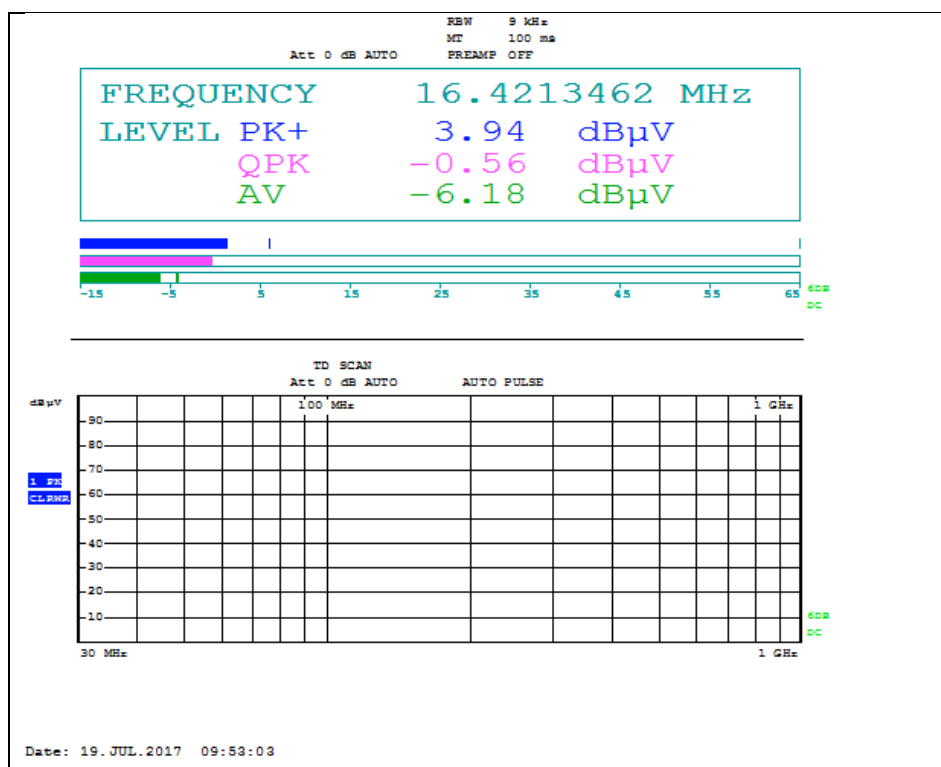 RBW 9 kHz
MT 100 ms
Att 0 dB AUTO PREAMP OFF
FREQUENCY 16.4213462 MHz
LEVEL PK+ 3.94 dBµV
QPK -0.56 dBµV
AV -6.18 dBµV
-15 -5 5 15 25 35 45 55 65
6DB
DC
TD SCAN
Att 0 dB AUTO AUTO PULSE
dBµV
100 MHz 1 GHz
90
80
70
1 PK
60
CLRWR
50
40
30
20
10
6DB
DC
30 MHz 1 GHz
Date: 19.JUL.2017 09:53:03